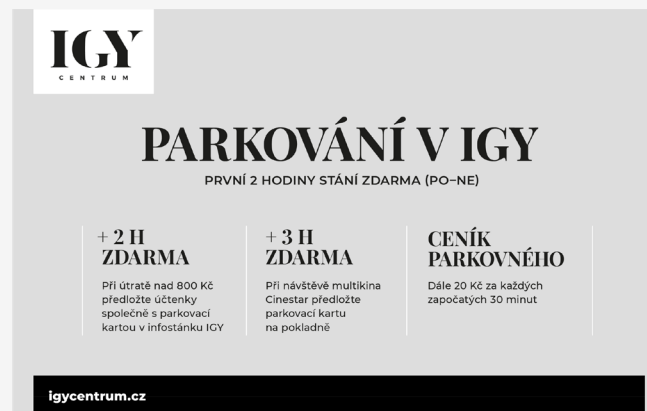 IGY
CENTRUM
PARKOVÁNÍ V IGY
PRVNÍ 2 HODINY STÁNÍ ZDARMA (PO–NE)
+ 2 H
ZDARMA
Při útratě nad 800 Kč
předložte účtenky
společně s parkovací
kartou v infostánku IGY
+ 3 H
ZDARMA
Při návštěvě multikina
Cinestar předložte
parkovací kartu
na pokladně
CENÍK
PARKOVNÉHO
Dále 20 Kč za každých
započatých 30 minut
igycentrum.cz